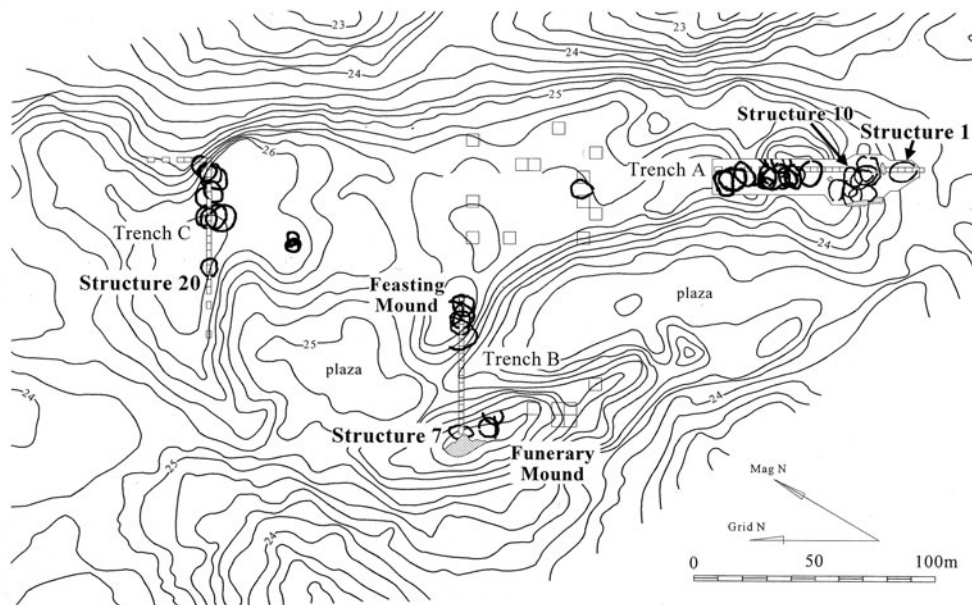 23
23
24
24
25
Structure 10
Structure 1
26
Trench A
Trench C
24
Structure 20
Feasting
Mound
plaza
25
plaza
Trench B
24
24
Structure 7
Funerary
Mound
25
Mag N
24
Grid N
0 50 100m